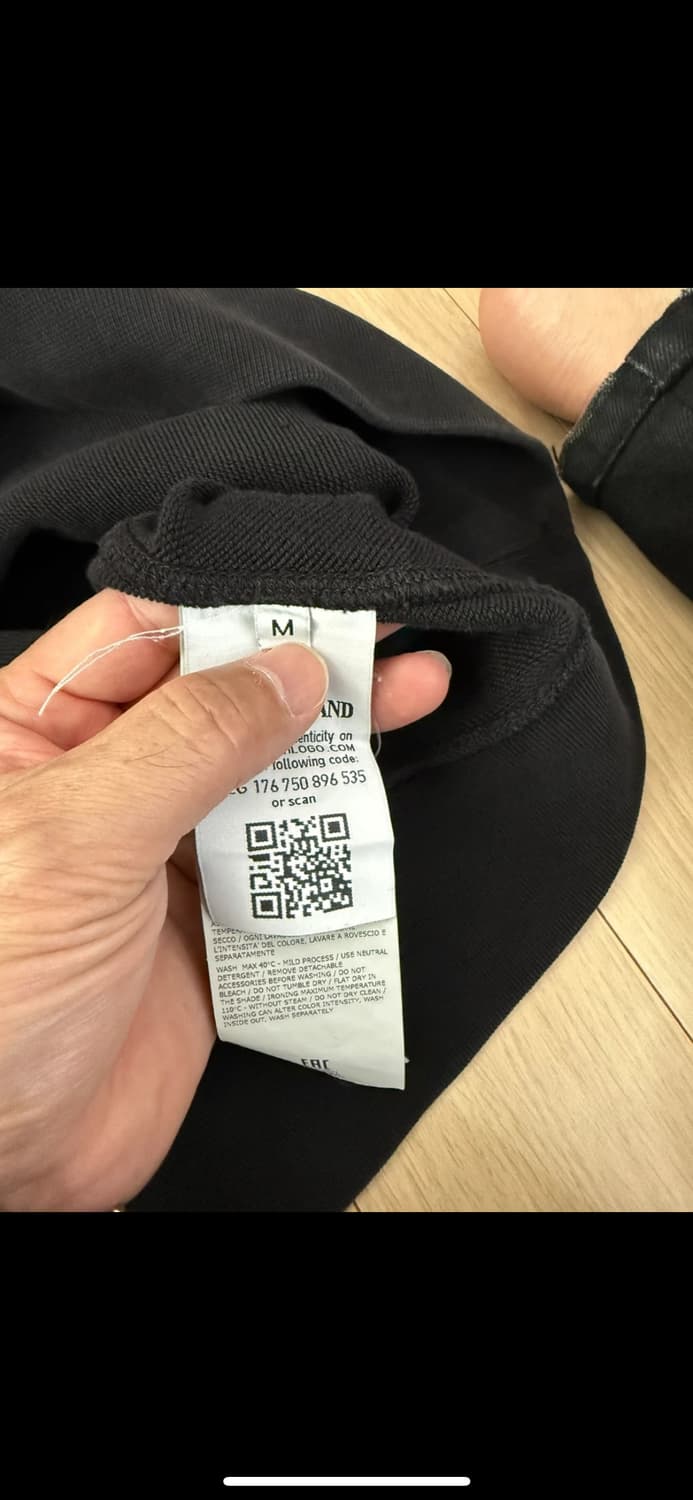 M
AND
enticity on
LOGO.COM
following code:
G 176 750 896 535
or scan
SECCO / OGNI
L'INTENSITA' DEL COLORE, LAVARE A ROVESCIO E
SEPARATAMENTE
WASH MAX 40°C - MILD PROCESS / USE NEUTRAL
DETERGENT / REMOVE DETACHABLE
ACCESSORIES BEFORE WASHING / DO NOT
BLEACH / DO NOT TUMBLE DRY / FLAT DRY IN
THE SHADE / IRONING MAXIMUM TEMPERATURE
110°C - WITHOUT STEAM / DO NOT DRY CLEAN /
WASHING CAN ALTER COLOR INTENSITY, WASH
INSIDE OUT, WASH SEPARATELY
EAC